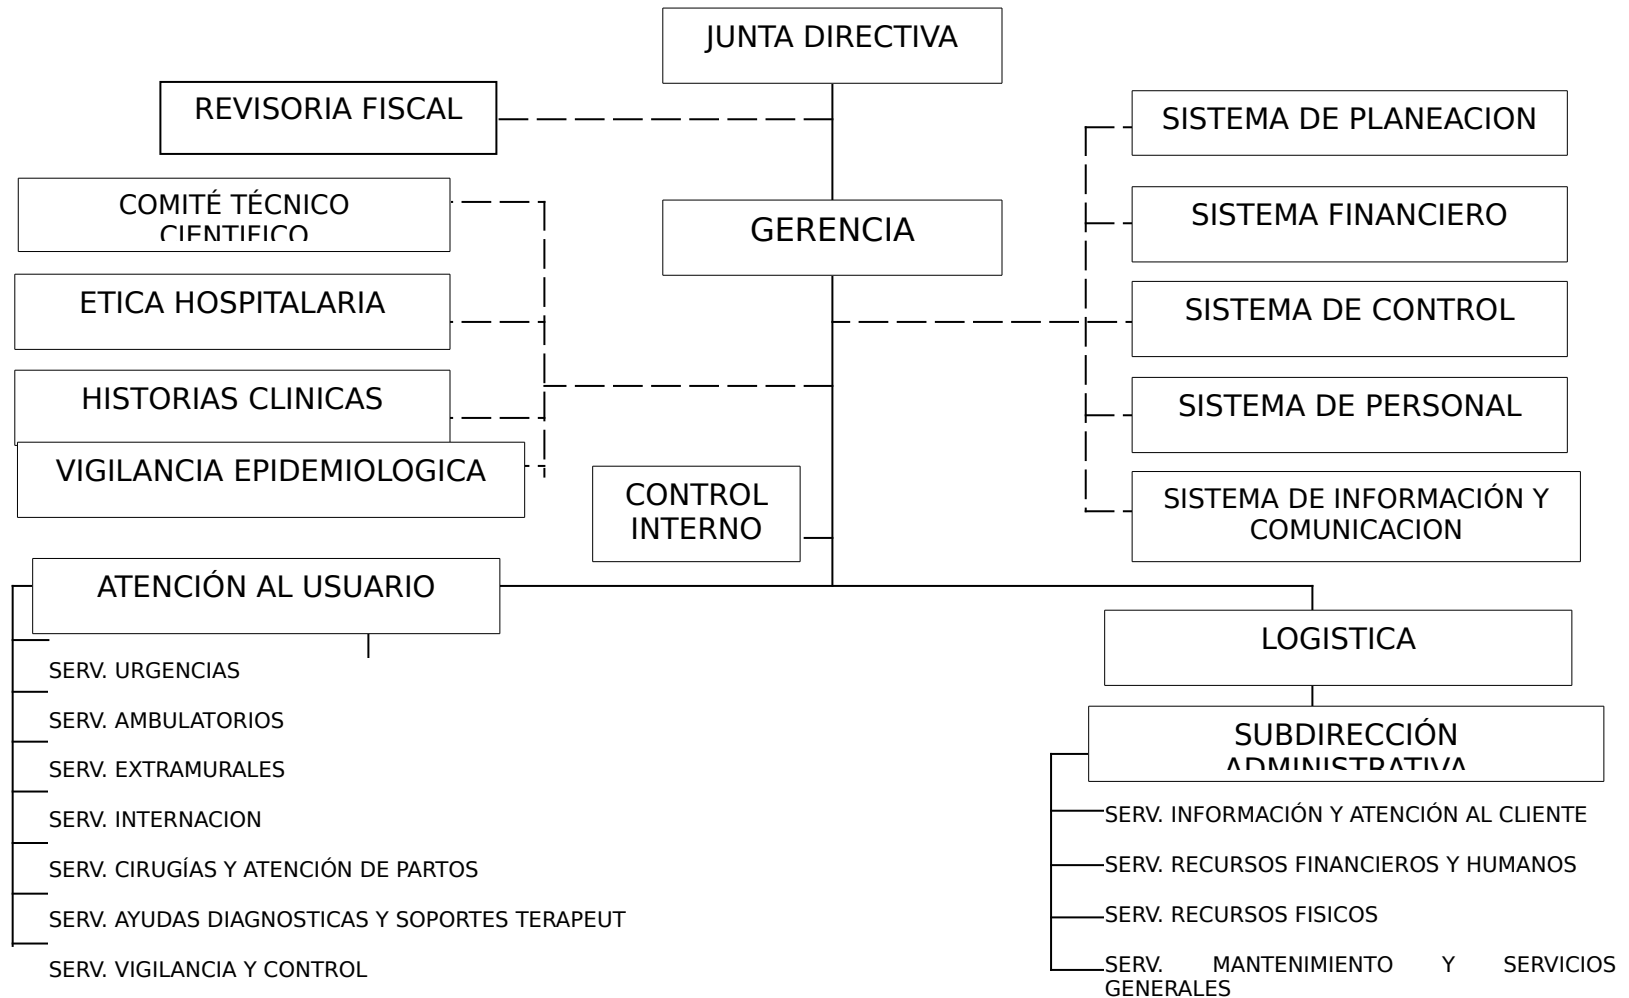 JUNTA DIRECTIVA
REVISORIA FISCAL
SISTEMA DE PLANEACION
COMITÉ TÉCNICO
CIENTIFICO
GERENCIA
SISTEMA FINANCIERO
ETICA HOSPITALARIA
SISTEMA DE CONTROL
HISTORIAS CLINICAS
SISTEMA DE PERSONAL
VIGILANCIA EPIDEMIOLOGICA
CONTROL
INTERNO
SISTEMA DE INFORMACIÓN Y
COMUNICACION
ATENCIÓN AL USUARIO
SERV. URGENCIAS
SERV. AMBULATORIOS
SERV. EXTRAMURALES
SERV. INTERNACION
SERV. CIRUGÍAS Y ATENCIÓN DE PARTOS
SERV. AYUDAS DIAGNOSTICAS Y SOPORTES TERAPEUT
SERV. VIGILANCIA Y CONTROL
LOGISTICA
SUBDIRECCIÓN
ADMINISTRATIVA
SERV. INFORMACIÓN Y ATENCIÓN AL CLIENTE
SERV. RECURSOS FINANCIEROS Y HUMANOS
SERV. RECURSOS FISICOS
SERV. MANTENIMIENTO Y SERVICIOS
GENERALES